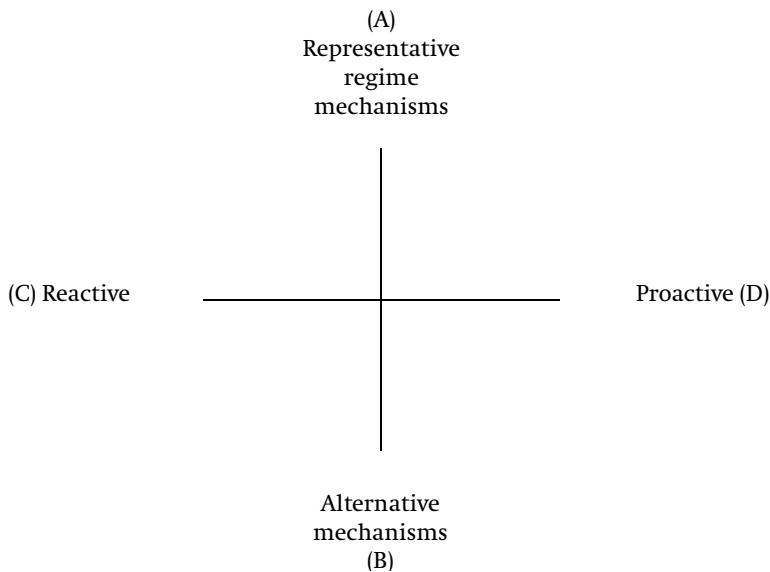 (A)
Representative
regime
mechanisms
(C) Reactive
Proactive (D)
Alternative
mechanisms
(B)